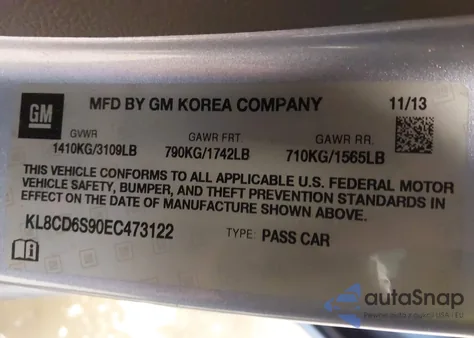 GM
MFD BY GM KOREA COMPANY 11/13
GVWR GAWR FRT. GAWR RR.
1410KG/3109LB 790KG/1742LB 710KG/1565LB
THIS VEHICLE CONFORMS TO ALL APPLICABLE U.S. FEDERAL MOTOR
VEHICLE SAFETY, BUMPER, AND THEFT PREVENTION STANDARDS IN
EFFECT ON THE DATE OF MANUFACTURE SHOWN ABOVE.
KL8CD6S90EC473122 TYPE: PASS CAR
autoSnap